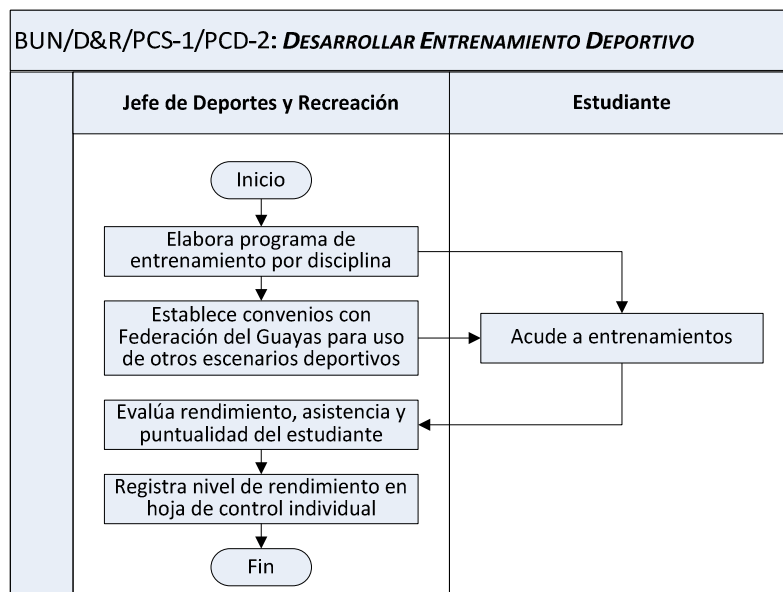 BUN/D&R/PCS-1/PCD-2: DESARROLLAR ENTRENAMIENTO DEPORTIVO
Jefe de Deportes y Recreación
Estudiante
Inicio
Elabora programa de
entrenamiento por disciplina
Establece convenios con
Federación del Guayas para uso
de otros escenarios deportivos
Acude a entrenamientos
Evalúa rendimiento, asistencia y
puntualidad del estudiante
Registra nivel de rendimiento en
hoja de control individual
Fin